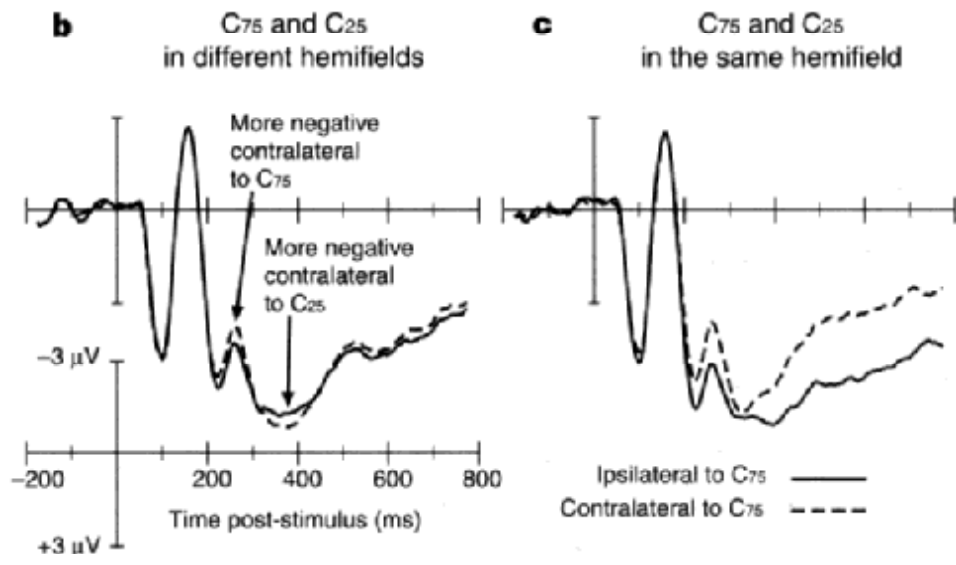 b
C75 and C25
in different hemifields
c
C75 and C25
in the same hemifield
More negative
contralateral
to C75
More negative
contralateral
to C25
−3 µV
−200
200
400
600
800
Time post-stimulus (ms)
+3 µV
Ipsilateral to C75
Contralateral to C75